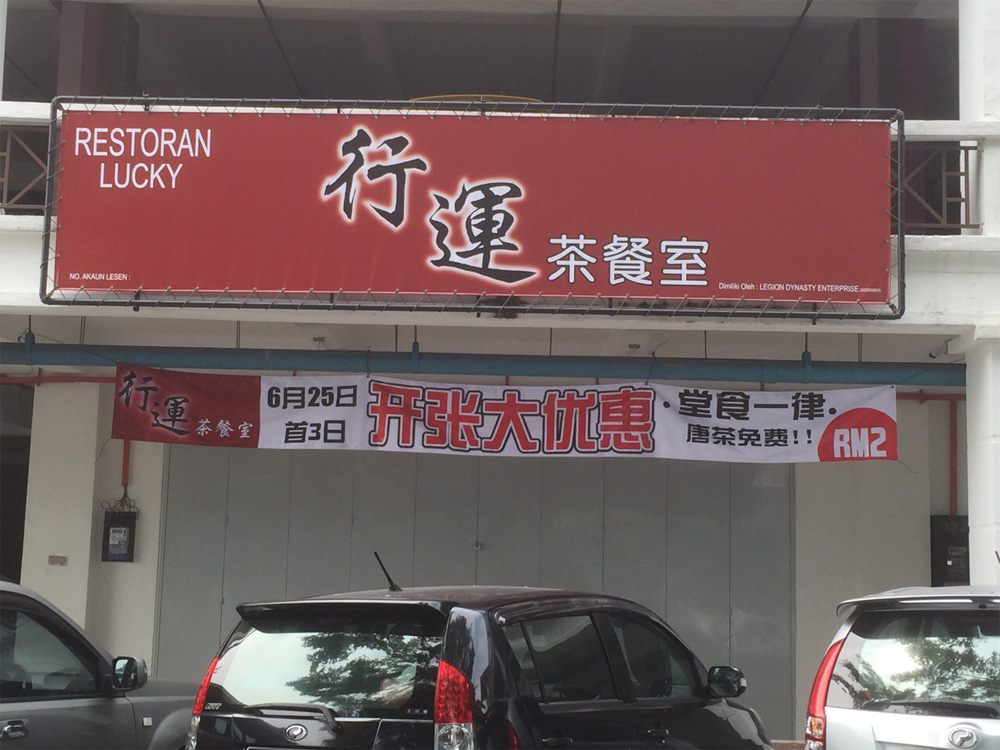 RESTORAN
LUCKY
行運
茶餐室
NO. AKAUN LESEN :
Dimiliki Oleh : LEGION DYNASTY ENTERPRISE
行運
茶餐室
6月25日
首3日
开张大优惠
·堂食一律·
唐茶免费!!
RM2